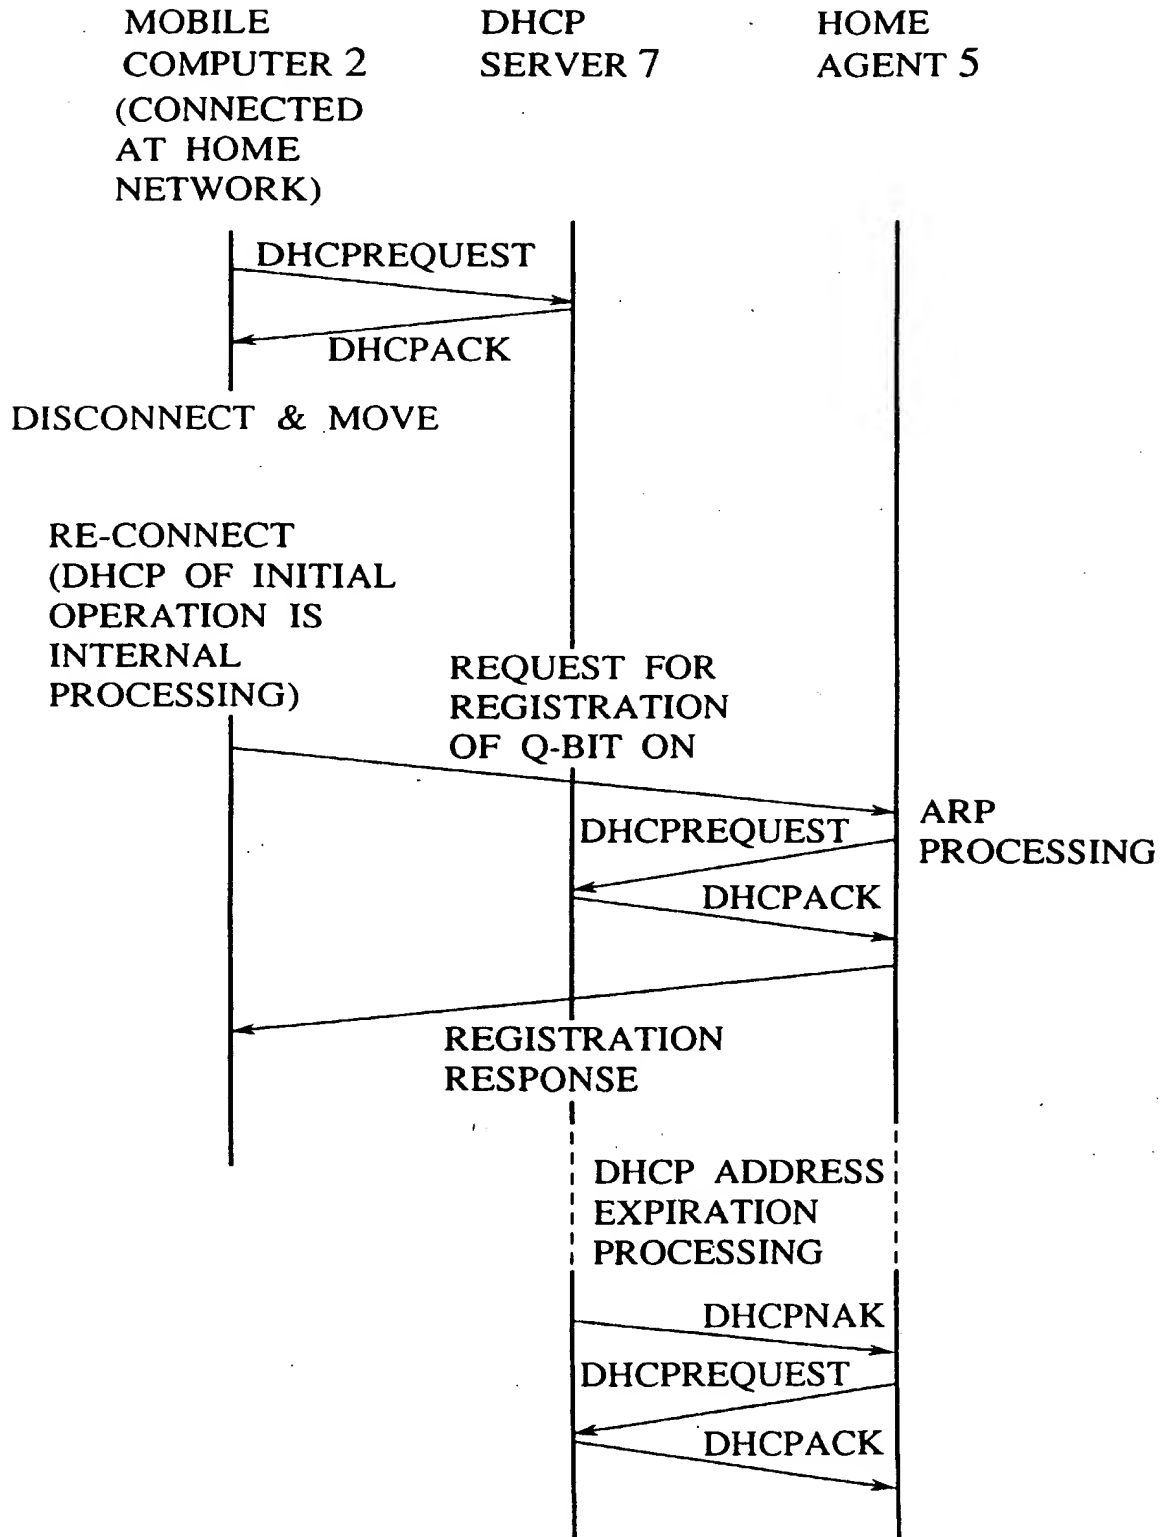 MOBILE
COMPUTER 2
(CONNECTED
AT HOME
NETWORK)
DHCP
SERVER 7
HOME
AGENT 5
DHCPREQUEST
DHCPACK
DISCONNECT & MOVE
RE-CONNECT
(DHCP OF INITIAL
OPERATION IS
INTERNAL
PROCESSING)
REQUEST FOR
REGISTRATION
OF Q-BIT ON
ARP
PROCESSING
DHCPREQUEST
DHCPACK
REGISTRATION
RESPONSE
DHCP ADDRESS
EXPIRATION
PROCESSING
DHCPNAK
DHCPREQUEST
DHCPACK